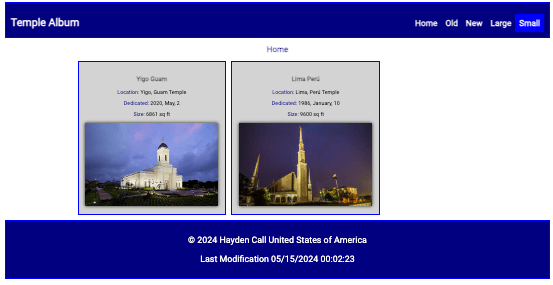 Temple Album
Home Old New Large Small
Home
Yigo Guam
Location: Yigo, Guam Temple
Dedicated: 2020, May, 2
Size: 6861 sq ft
Lima Perú
Location: Lima, Perú Temple
Dedicated: 1986, January, 10
Size: 9600 sq ft
© 2024 Hayden Call United States of America
Last Modification 05/15/2024 00:02:23